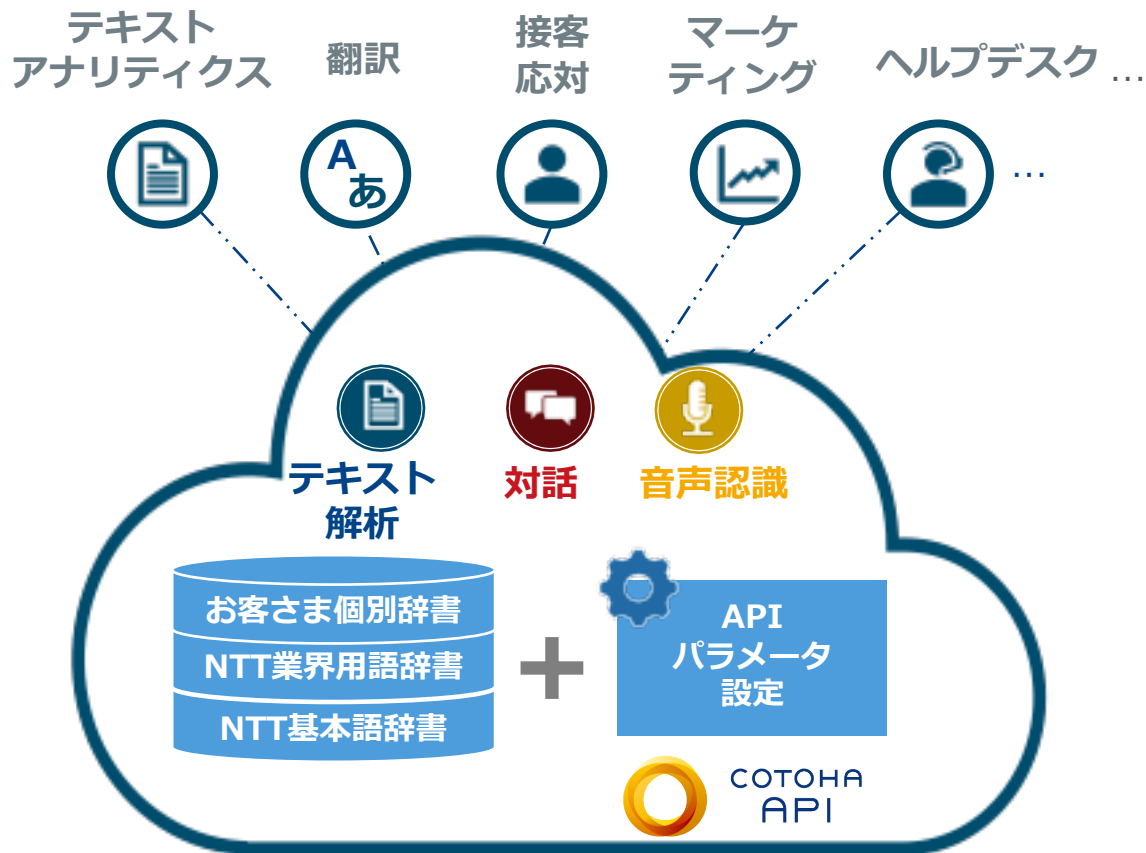 テキスト
アナリティクス
翻訳
接客
応対
マーケ
ティング
ヘルプデスク ...
A
あ
...
テキスト
解析
対話
音声認識
お客さま個別辞書
NTT業界用語辞書
NTT基本語辞書
+
API
パラメータ
設定
COTOHA
API